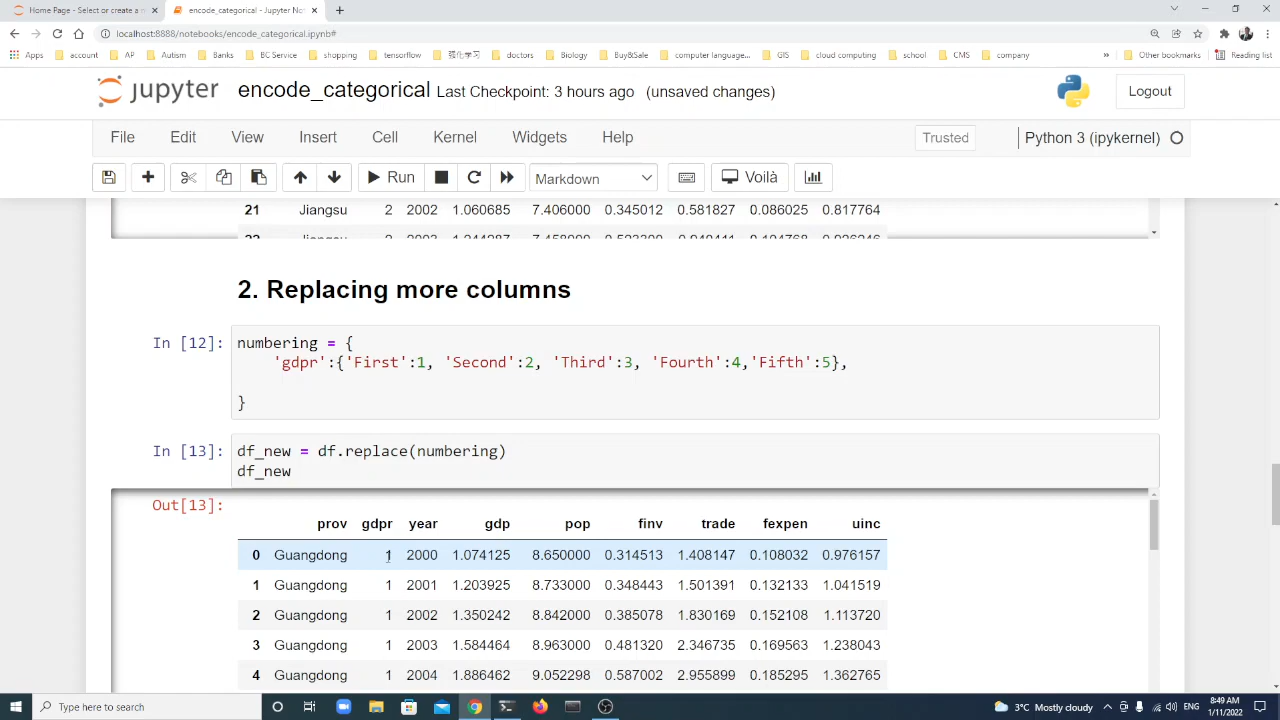 Home Page - Select or create a n
encode_categorical - Jupyter Not
localhost:8888/notebooks/encode_categorical.ipynb#
Apps account AP Autism Banks BC Service shopping tensorflow 强化学习 doctors Biology Buy&Sale computer language... GIS cloud computing school CMS company » Other bookmarks Reading list
jupyter encode_categorical Last Checkpoint: 3 hours ago (unsaved changes) Logout
File Edit View Insert Cell Kernel Widgets Help Trusted Python 3 (ipykernel)
Run Markdown Voilà
21 Jiangsu 2 2002 1.060685 7.406000 0.345012 0.581827 0.086025 0.817764
2. Replacing more columns
In [12]: numbering = {
'gdpr':{'First':1, 'Second':2, 'Third':3, 'Fourth':4,'Fifth':5},
}
In [13]: df_new = df.replace(numbering)
df_new
Out[13]:
prov gdpr year gdp pop finv trade fexpen uinc
0 Guangdong 1 2000 1.074125 8.650000 0.314513 1.408147 0.108032 0.976157
1 Guangdong 1 2001 1.203925 8.733000 0.348443 1.501391 0.132133 1.041519
2 Guangdong 1 2002 1.350242 8.842000 0.385078 1.830169 0.152108 1.113720
3 Guangdong 1 2003 1.584464 8.963000 0.481320 2.346735 0.169563 1.238043
4 Guangdong 1 2004 1.886462 9.052298 0.587002 2.955899 0.185295 1.362765
Type here to search
3°C Mostly cloudy ENG
8:49 AM
1/11/2022